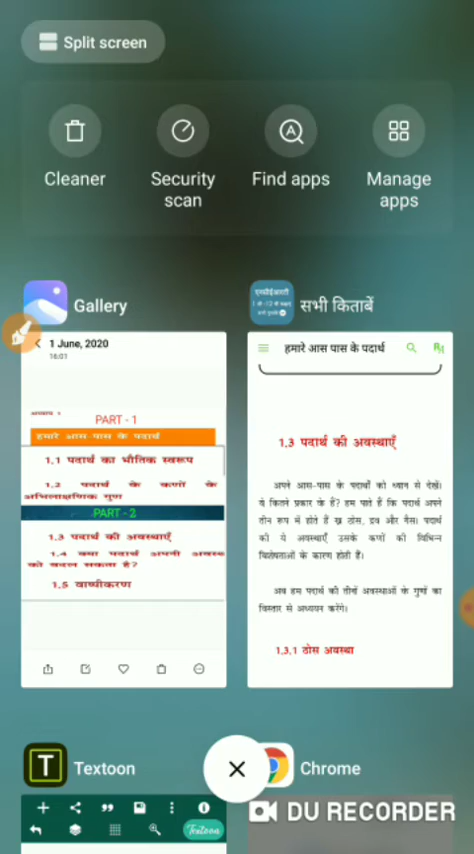 Split screen
Cleaner
Security scan
Find apps
Manage apps
Gallery
सभी किताबें
1 June, 2020
16:01
अध्याय 1
PART - 1
हमारे आस-पास के पदार्थ
1.1 पदार्थ का भौतिक स्वरूप
1.2 पदार्थ के कणों के
अभिलाक्षणिक गुण
PART - 2
1.3 पदार्थ की अवस्थाएँ
1.4 क्या पदार्थ अपनी अवस्था
को बदल सकता है?
1.5 वाष्पीकरण
हमारे आस पास के पदार्थ
1.3 पदार्थ की अवस्थाएँ
अपने आस-पास के पदार्थों को ध्यान से देखें।
ये कितने प्रकार के हैं? हम पाते हैं कि पदार्थ अपने
तीन रूप में होते हैं ख़ ठोस, द्रव और गैस। पदार्थ
की ये अवस्थाएँ उसके कणों की विभिन्न
विशेषताओं के कारण होती हैं।
अब हम पदार्थ की तीनों अवस्थाओं के गुणों का
विस्तार से अध्ययन करेंगे।
1.3.1 ठोस अवस्था
T
Textoon
Chrome
Textoon
DU RECORDER